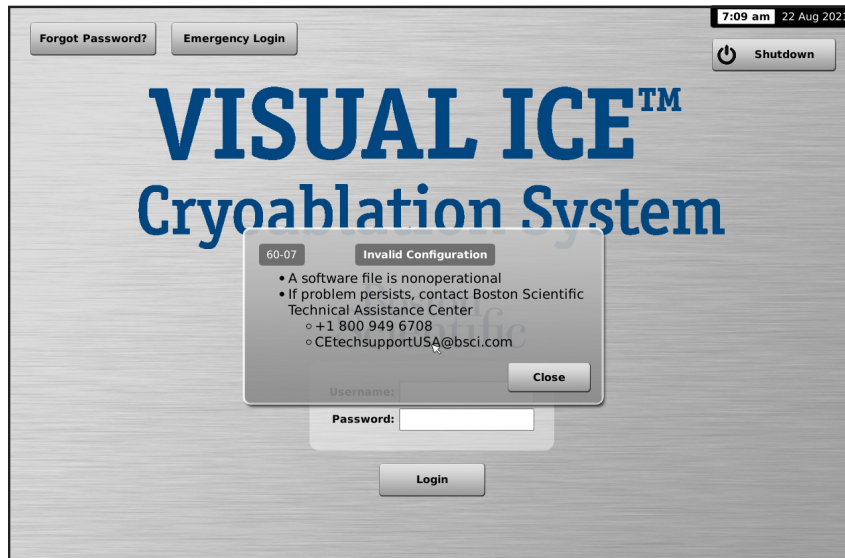 7:09 am 22 Aug 2021
Forgot Password? Emergency Login
Shutdown
VISUAL ICE™
Cryoablation System
60-07 Invalid Configuration
• A software file is nonoperational
• If problem persists, contact Boston Scientific
Technical Assistance Center
○ +1 800 949 6708
○ CEtechsupportUSA@bsci.com
Close
Username:
Password:
Login